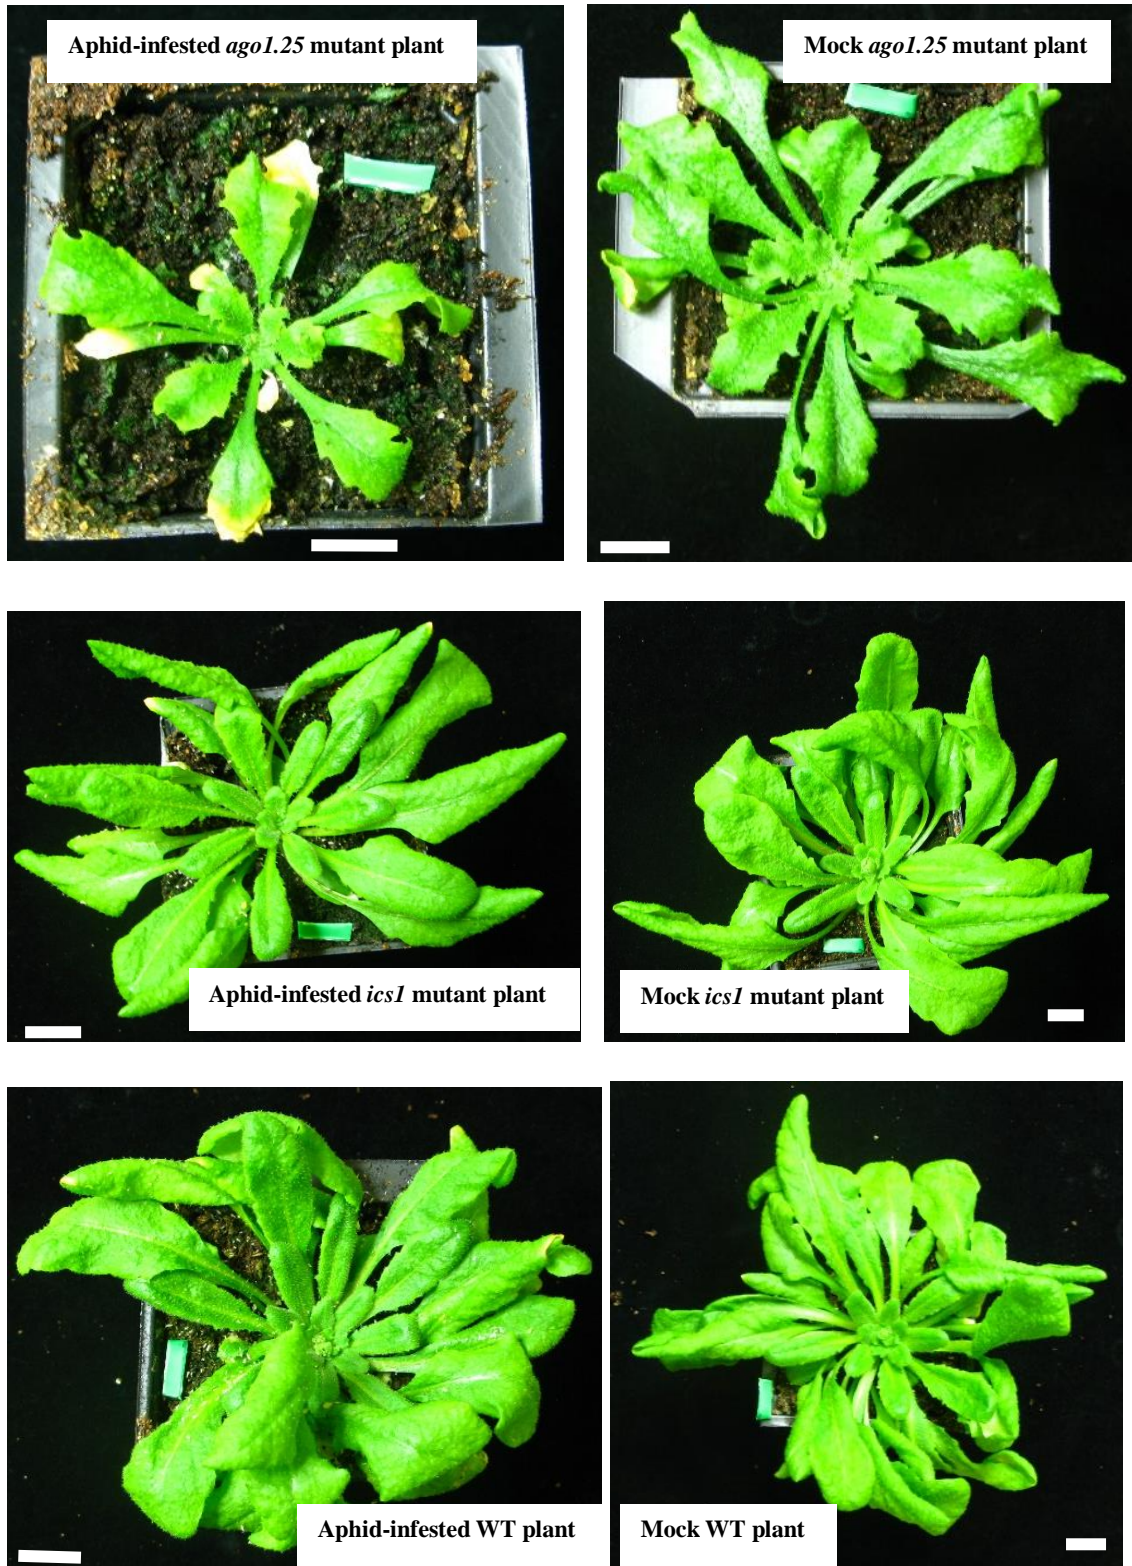 Aphid-infested ago1.25 mutant plant
Mock ago1.25 mutant plant
Aphid-infested ics1 mutant plant
Mock ics1 mutant plant
Aphid-infested WT plant
Mock WT plant